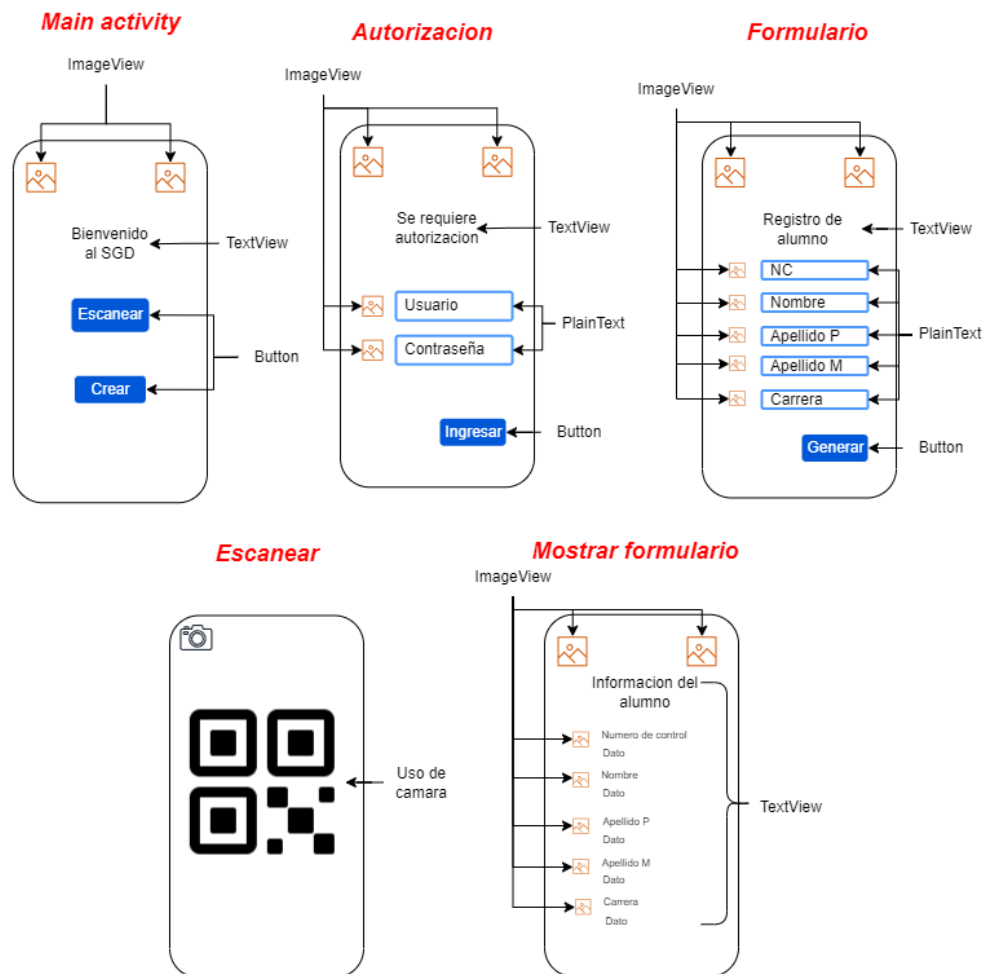 Main activity
ImageView
Bienvenido
al SGD
TextView
Escanear
Button
Crear
Autorizacion
ImageView
Se requiere
autorizacion
TextView
Usuario
PlainText
Contraseña
Ingresar
Button
Formulario
ImageView
Registro de
alumno
TextView
NC
Nombre
Apellido P
PlainText
Apellido M
Carrera
Generar
Button
Escanear
Uso de
camara
Mostrar formulario
ImageView
Informacion del
alumno
Numero de control
Dato
Nombre
Dato
TextView
Apellido P
Dato
Apellido M
Dato
Carrera
Dato